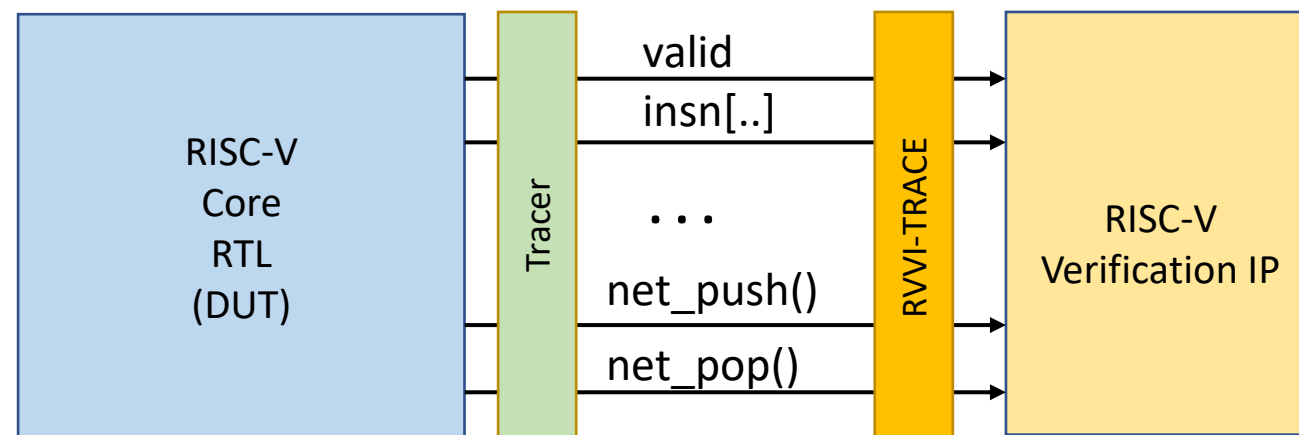 RISC-V
Core
RTL
(DUT)
Tracer
valid
insn[..]
...
net_push()
net_pop()
RVVI-TRACE
RISC-V
Verification IP